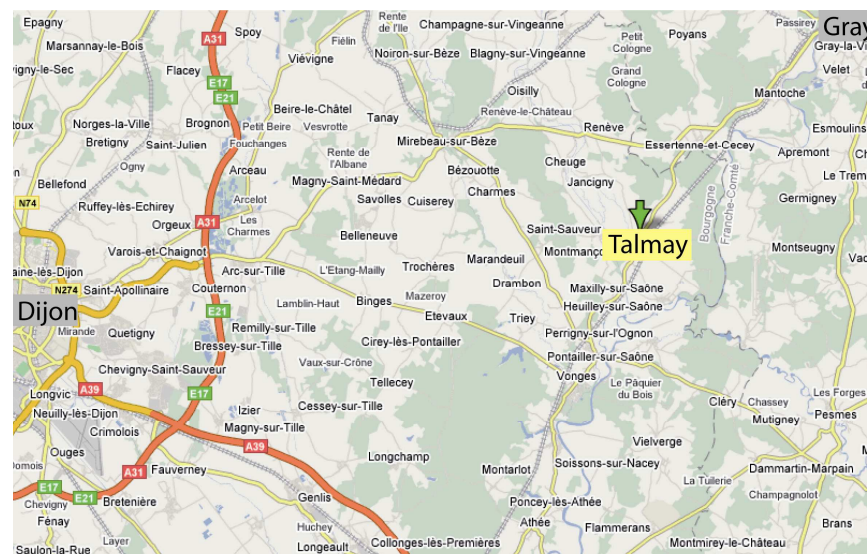 Epagny
Spoy
Rente
de l'Ile
Champagne-sur-Vingeanne
Petit
Cologne
Poyans
Passirey
Gray
A31
Fiélin
Noiron-sur-Bèze
Blagny-sur-Vingeanne
Marsannay-le-Bois
Viévigne
Grand
Cologne
Velet
Flacey
E17
E21
Oisilly
Mantoche
Beire-le-Châtel
Renève-le-Château
Norges-la-Ville
Brognon
Petit Beire
Vesvrotte
Tanay
Renève
Esmoulins
Bretigny
Saint-Julien
Fouchanges
Mirebeau-sur-Bèze
Essertenne-et-Cecey
Ogny
Rente de
l'Albane
Bézouotte
Cheuge
Apremont
Arceau
Bellefond
Magny-Saint-Médard
Charmes
Jancigny
N74
Arcelot
Savolles
Cuiserey
Germigney
Ruffey-lès-Echirey
Orgeux
A31
Les
Charmes
Belleneuve
Saint-Sauveur
Bourgogne
Franche-Comté
Talmay
Varois-et-Chaignot
Montseugny
Arc-sur-Tille
L'Etang-Mailly
Trochères
Marandeuil
N274
Saint-Apollinaire
Couternon
Drambon
Maxilly-sur-Saône
Lamblin-Haut
Binges
Mazeroy
Heuilley-sur-Saône
Dijon
E21
Etevaux
Triey
Mirande
Quetigny
Remilly-sur-Tille
Perrigny-sur-l'Ognon
Bressey-sur-Tille
Cirey-lès-Pontailler
Pontailler-sur-Saône
Chevigny-Saint-Sauveur
Vaux-sur-Crône
Vonges
A39
E17
Tellecey
Le Pâquier
du Bois
Les Forges
Longvic
Cléry
Chassey
Neuilly-lès-Dijon
Izier
Cessey-sur-Tille
Mutigney
Pesmes
Crimolois
Magny-sur-Tille
Vielverge
A39
Ouges
Longchamp
Soissons-sur-Nacey
Dammartin-Marpain
A31
Fauverney
Montarlot
La Tuilerie
Champagnolot
E17
E21
Chevigny
Bretenière
Genlis
Poncey-lès-Athée
Fénay
Huchey
Athée
Flammerans
Brans
Layer
Saulon-la-Rue
Longeault
Collonges-lès-Premières
Montmirey-le-Château